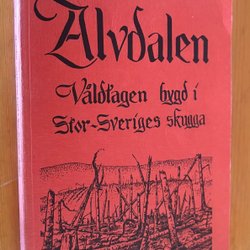 Älvdalen
Våldtagen bygd i
Stor-Sveriges skugga